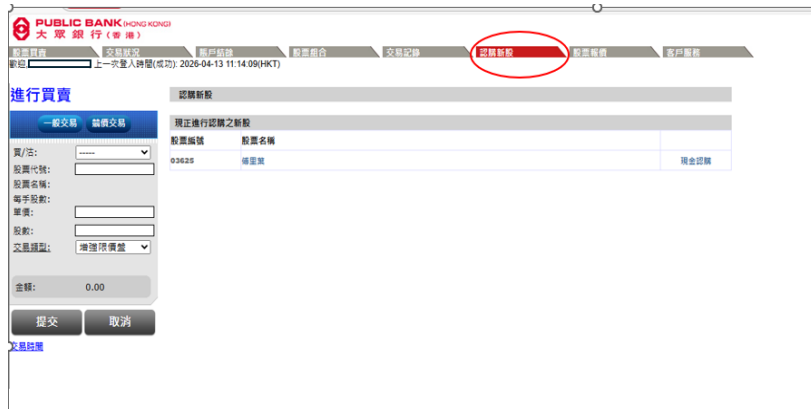 PUBLIC BANK (HONG KONG)
大眾銀行(香港)
股票買賣 交易狀況 賬戶結餘 股票組合 交易記錄 認購新股 股票報價 客戶服務
歡迎 上一次登入時間(成功): 2026-04-13 11:14:09(HKT)
進行買賣
一般交易 競價交易
買/沽: -----
股票代號:
股票名稱:
每手股數:
單價:
股數:
交易類型: 增強限價盤
金額: 0.00
提交 取消
交易時間
認購新股
現正進行認購之新股
股票編號 股票名稱
03625 現金認購